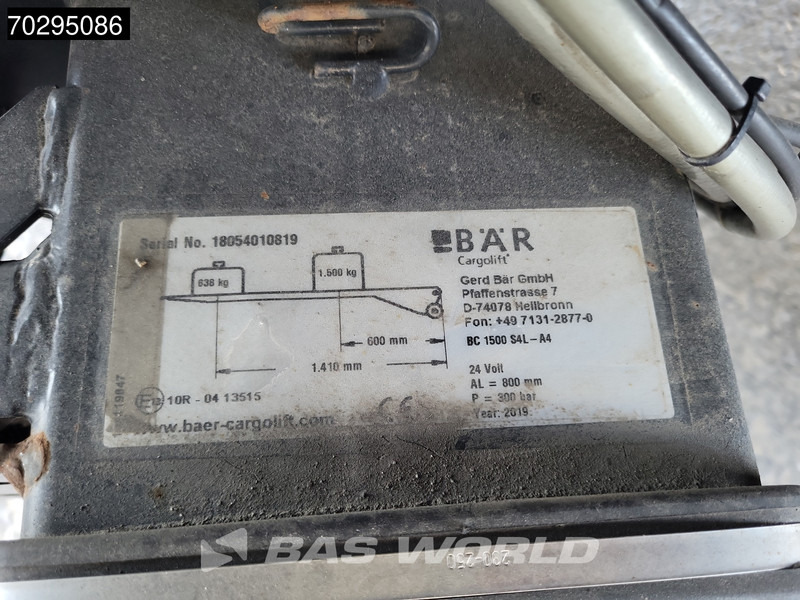 70295086
Serial No. 18054010819
BÄR
Cargolift
638 kg
1.500 kg
600 mm
1.410 mm
Gerd Bär GmbH
Pfaffenstrasse 7
D-74078 Heilbronn
Fon: +49 7131-2877-0
BC 1500 S4L-A4
24 Volt
AL = 800 mm
P = 300 bar
Year: 2019
10R - 04 13515
www.baer-cargolift.com
CE
BAS WORLD